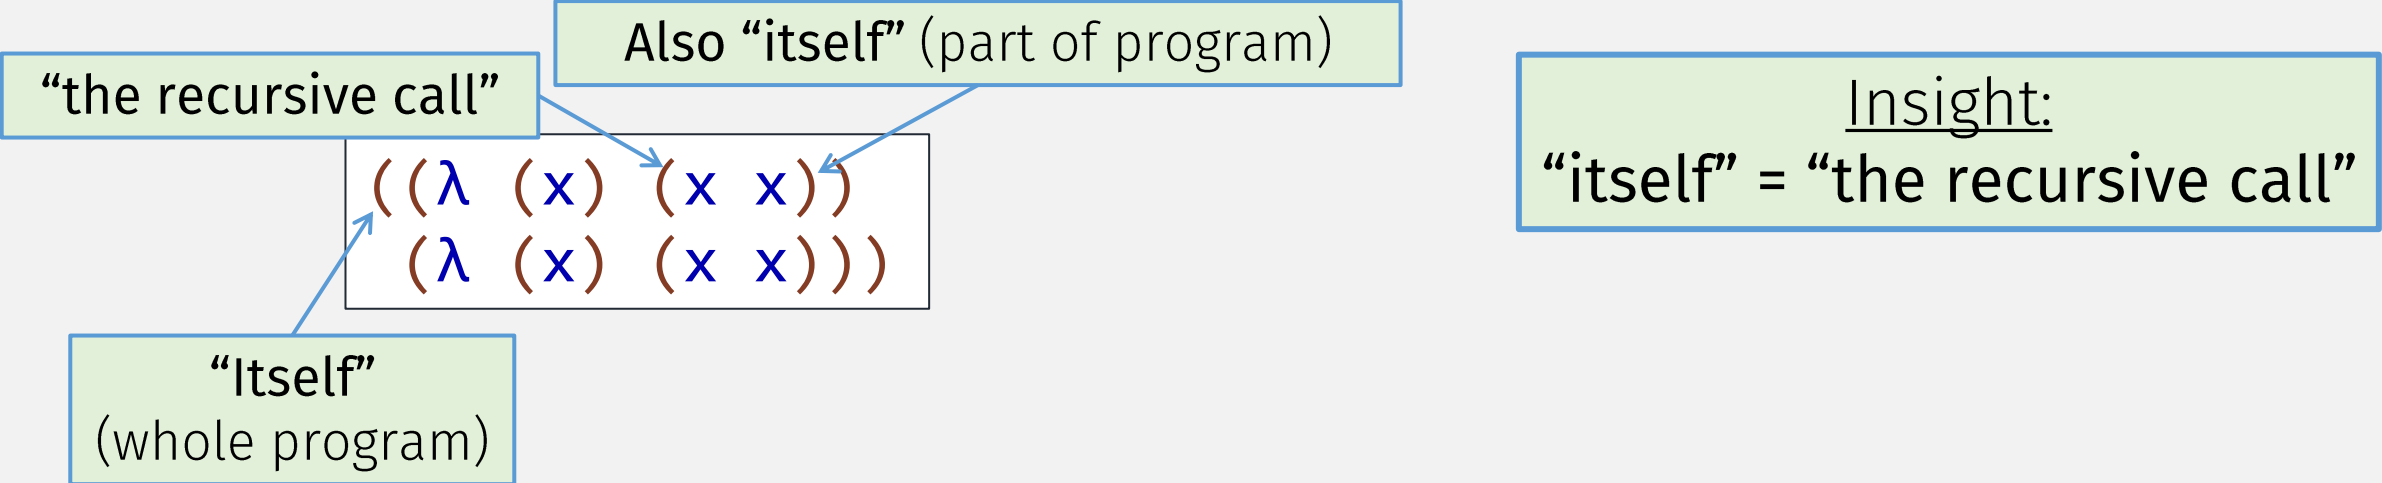 Also “itself” (part of program)
“the recursive call”
((λ (x) (x x))
(λ (x) (x x)))
“Itself”
(whole program)
Insight:
“itself” = “the recursive call”